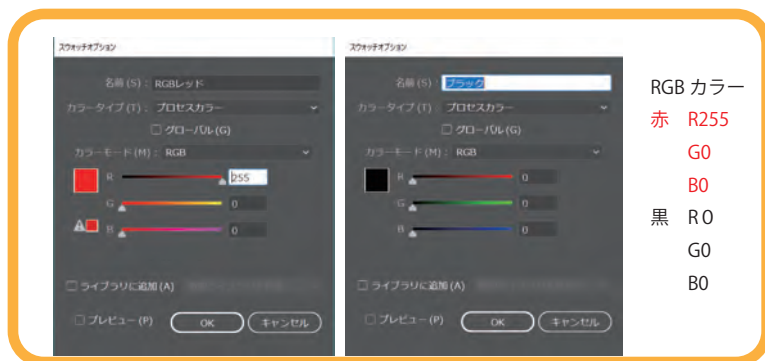 スウォッチオプション
名前 (S) : RGBレッド
カラータイプ (T) : プロセスカラー
グローバル (G)
カラーモード (M) : RGB
R 255
G 0
B 0
ライブラリに追加 (A)
プレビュー (P)
OK
キャンセル
スウォッチオプション
名前 (S) : ブラック
カラータイプ (T) : プロセスカラー
グローバル (G)
カラーモード (M) : RGB
R 0
G 0
B 0
ライブラリに追加 (A)
プレビュー (P)
OK
キャンセル
RGB カラー
赤 R255
G0
B0
黒 R 0
G0
B0